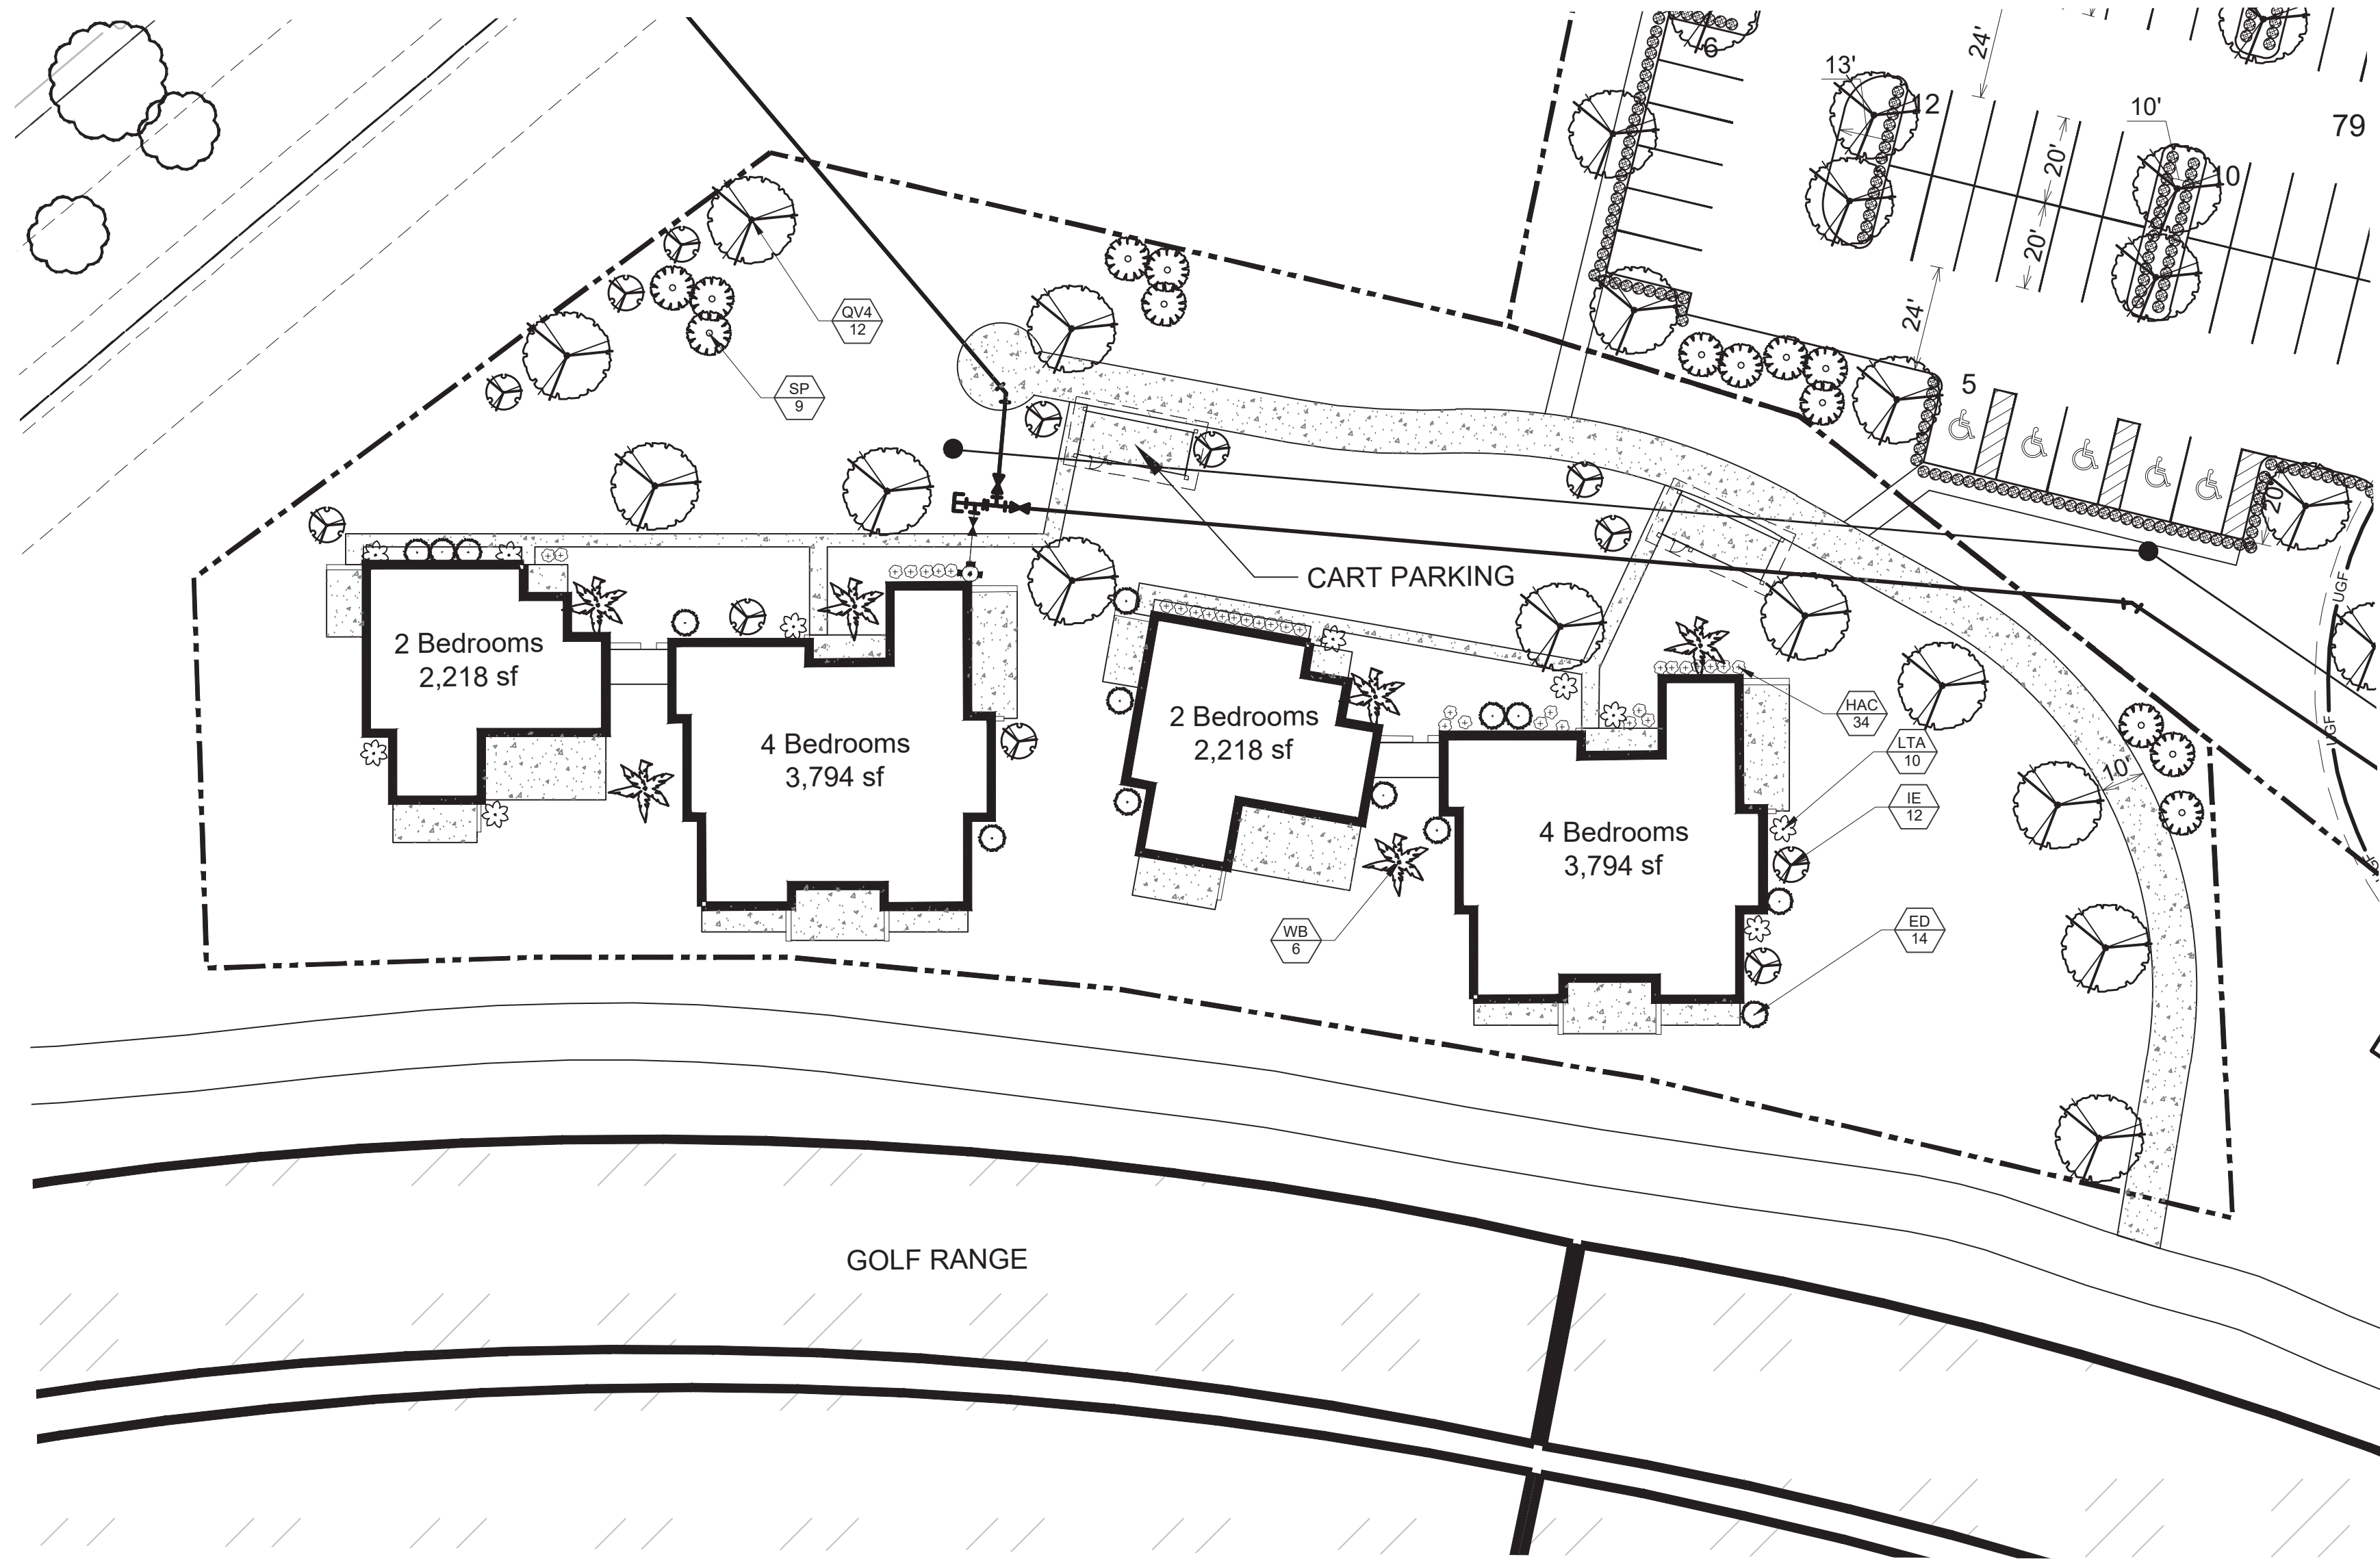 6
24'
13'
12
10'
79
20'
10
20'
24'
QV4
12
SP
9
5
20'
UGF
CART PARKING
2 Bedrooms
2,218 sf
4 Bedrooms
3,794 sf
2 Bedrooms
2,218 sf
HAC
34
LTA
10
UGF
10'
IE
12
4 Bedrooms
3,794 sf
WB
6
ED
14
GOLF RANGE